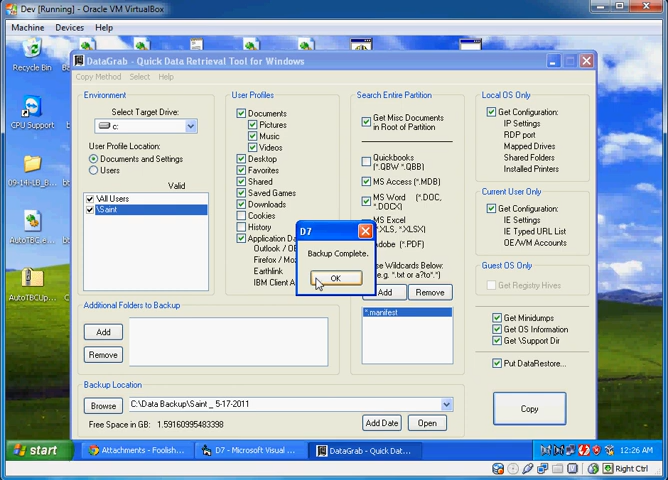 Dev [Running] - Oracle VM VirtualBox
Machine Devices Help
Recycle Bin
CPU Support
09-14i-LB_B...
AutoTBC...
AutoTBCUp...
DataGrab - Quick Data Retrieval Tool for Windows
Copy Method Select Help
Environment
Select Target Drive:
c:
User Profile Location:
Documents and Settings
Users
Valid
\All Users
\Saint
User Profiles
Documents
Pictures
Music
Videos
Desktop
Favorites
Shared
Saved Games
Downloads
Cookies
History
Application Da
Outlook / OE
Firefox / Moz
Earthlink
IBM Client A
Search Entire Partition
Get Misc Documents
in Root of Partition
Quickbooks
(*.QBW, *.QBB)
MS Access (*.MDB)
MS Word (*.DOC,
*.DOCX)
MS Excel
.XLS, *.XLSX)
dobe (*.PDF)
se Wildcards Below:
(e.g. *.txt or a?to*.*)
Add Remove
*.manifest
Local OS Only
Get Configuration:
IP Settings
RDP port
Mapped Drives
Shared Folders
Installed Printers
Current User Only
Get Configuration:
IE Settings
IE Typed URL List
OE/WM Accounts
Guest OS Only
Get Registry Hives
Get Minidumps
Get OS Information
Get \Support Dir
Put DataRestore...
Copy
D7
Backup Complete.
OK
Additional Folders to Backup
Add
Remove
Backup Location
Browse
C:\Data Backup\Saint _ 5-17-2011
Free Space in GB: 1.59160995483398
Add Date Open
start
Attachments - Foolish...
D7 - Microsoft Visual ...
DataGrab - Quick Dat...
12:26 AM
Right Ctrl